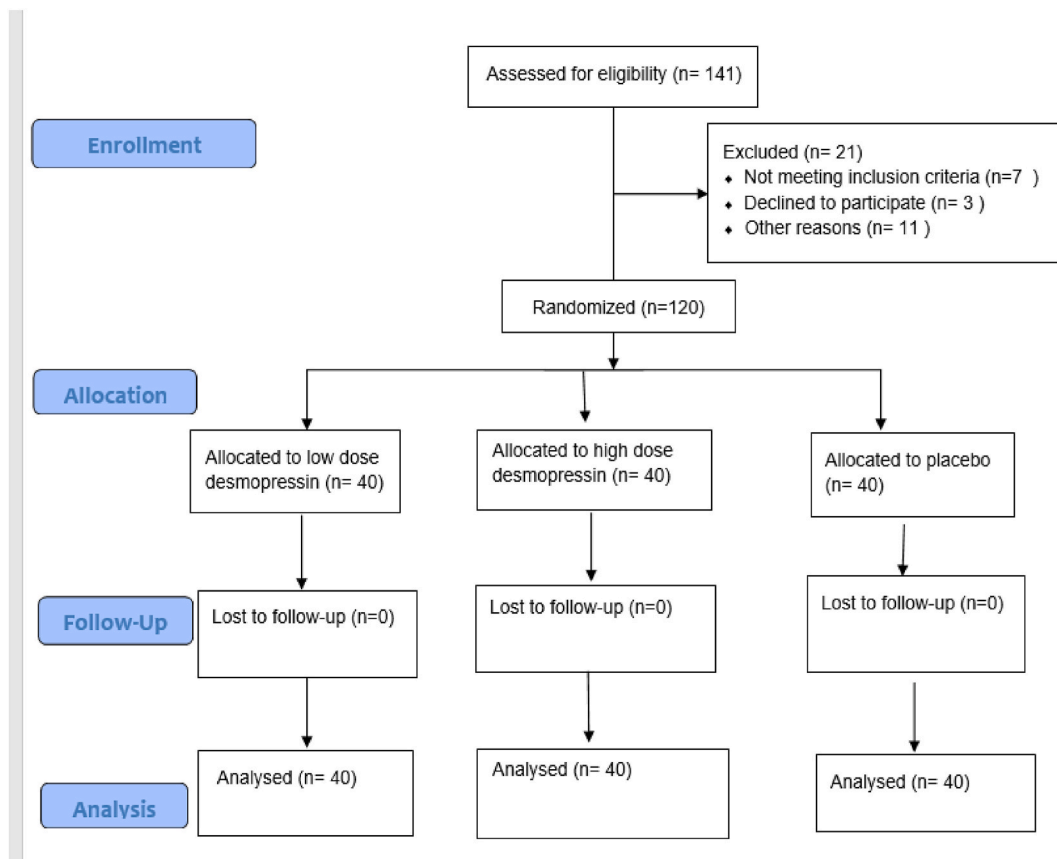 Assessed for eligibility (n= 141)
Enrollment
Excluded (n= 21)
♦ Not meeting inclusion criteria (n=7 )
♦ Declined to participate (n= 3 )
♦ Other reasons (n= 11 )
Randomized (n=120)
Allocation
Allocated to low dose
desmopressin (n= 40)
Allocated to high dose
desmopressin (n= 40)
Allocated to placebo
(n= 40)
Follow-Up
Lost to follow-up (n=0)
Lost to follow-up (n=0)
Lost to follow-up (n=0)
Analysis
Analysed (n= 40)
Analysed (n= 40)
Analysed (n= 40)